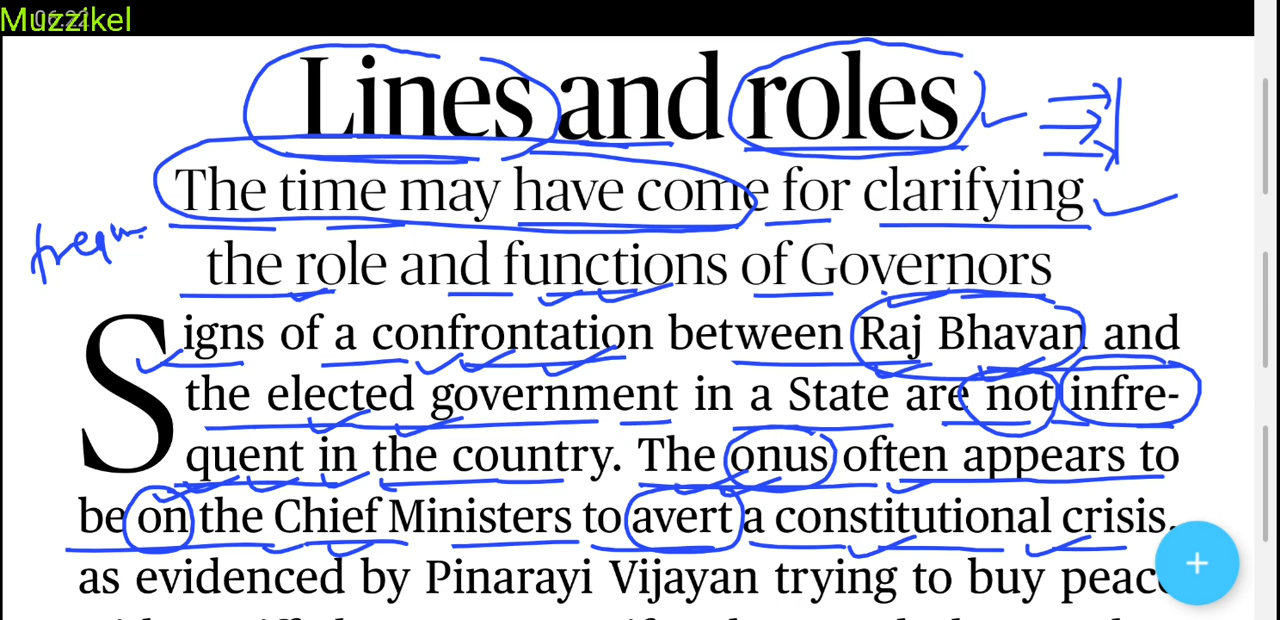 Muzzikel
06:22
Lines and roles
The time may have come for clarifying
frequ.
the role and functions of Governors
Signs of a confrontation between Raj Bhavan and
the elected government in a State are not infre-
quent in the country. The onus often appears to
be on the Chief Ministers to avert a constitutional crisis,
as evidenced by Pinarayi Vijayan trying to buy peace